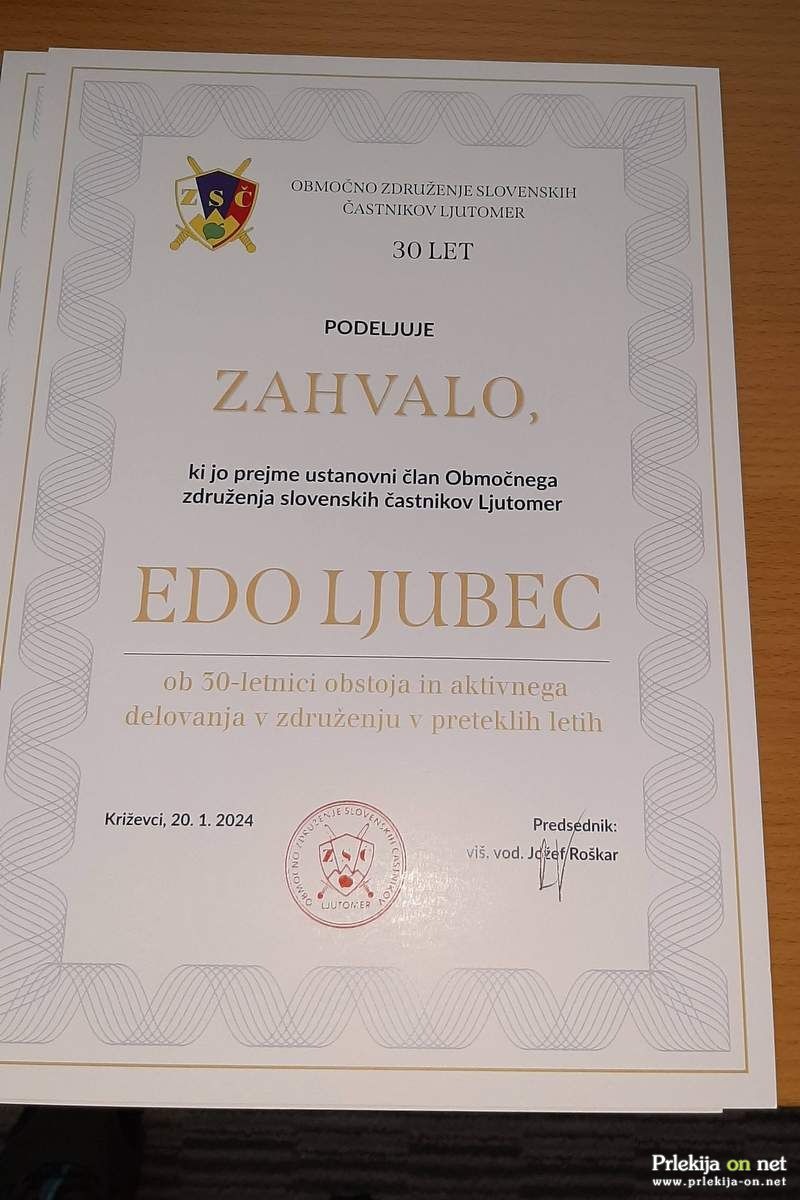 ZSČ
OBMOČNO ZDRUŽENJE SLOVENSKIH
ČASTNIKOV LJUTOMER
30 LET
PODELJUJE
ZAHVALO,
ki jo prejme ustanovni član Območnega
združenja slovenskih častnikov Ljutomer
EDO LJUBEC
ob 30-letnici obstoja in aktivnega
delovanja v združenju v preteklih letih
Križevci, 20. 1. 2024
OBMOČNO ZDRUŽENJE SLOVENSKIH ČASTNIKOV
ZSČ
LJUTOMER
Predsednik:
viš. vod. Jožef Roškar
Prlekija on net
www.prlekija-on.net